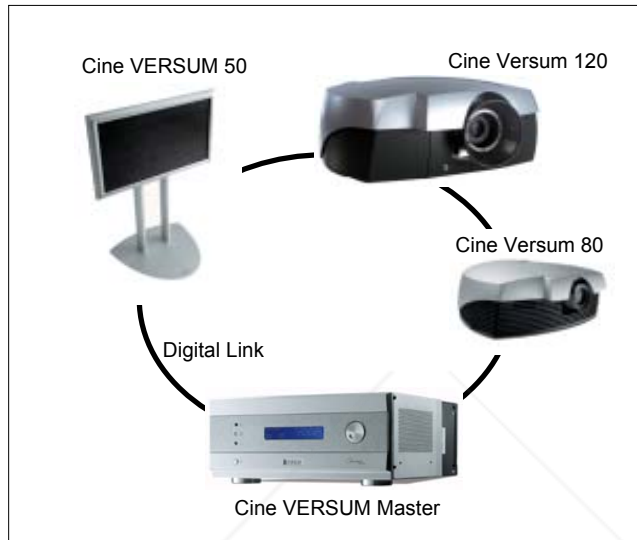 Cine VERSUM 50
Cine Versum 120
Cine Versum 80
Digital Link
Cine VERSUM Master